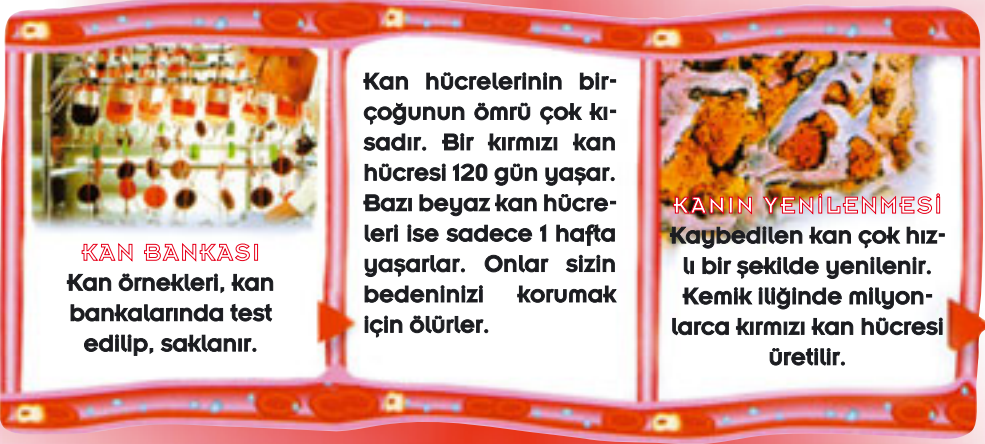 KAN BANKASI
Kan örnekleri, kan
bankalarında test
edilip, saklanır.
Kan hücrelerinin bir-
çoğunun ömrü çok kı-
sadır. Bir kırmızı kan
hücresi 120 gün yaşar.
Bazı beyaz kan hücre-
leri ise sadece 1 hafta
yaşarlar. Onlar sizin
bedeninizi korumak
için ölürler.
KANIN YENİLENMESİ
Kaybedilen kan çok hız-
lı bir şekilde yenilenir.
Kemik iliğinde milyon-
larca kırmızı kan hücresi
üretilir.